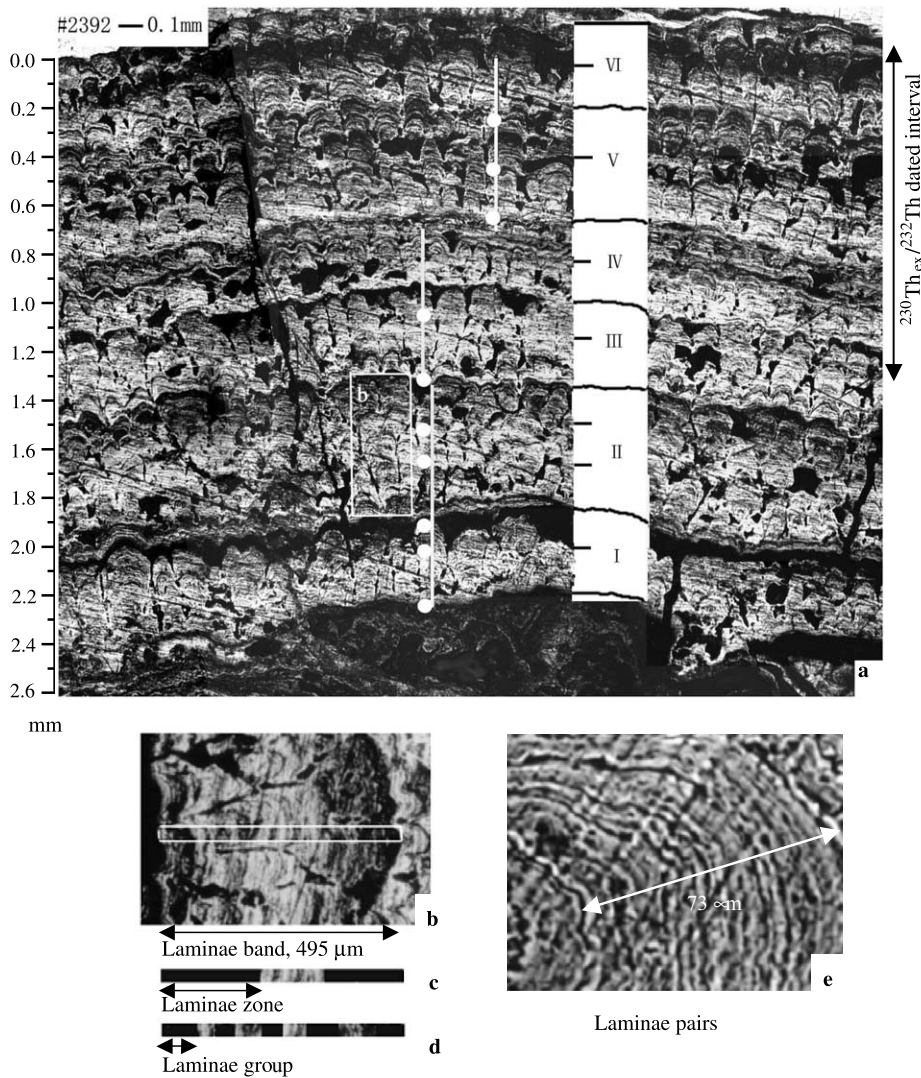 #2392 — 0.1mm
0.0
0.2
0.4
0.6
0.8
1.0
1.2
1.4
1.6
1.8
2.0
2.2
2.4
2.6
mm
VI
V
IV
III
II
I
b
a
²³⁰Th ex/²³²Th dated interval
b
Laminae band, 495 μm
c
Laminae zone
d
Laminae group
73 ∝m
e
Laminae pairs